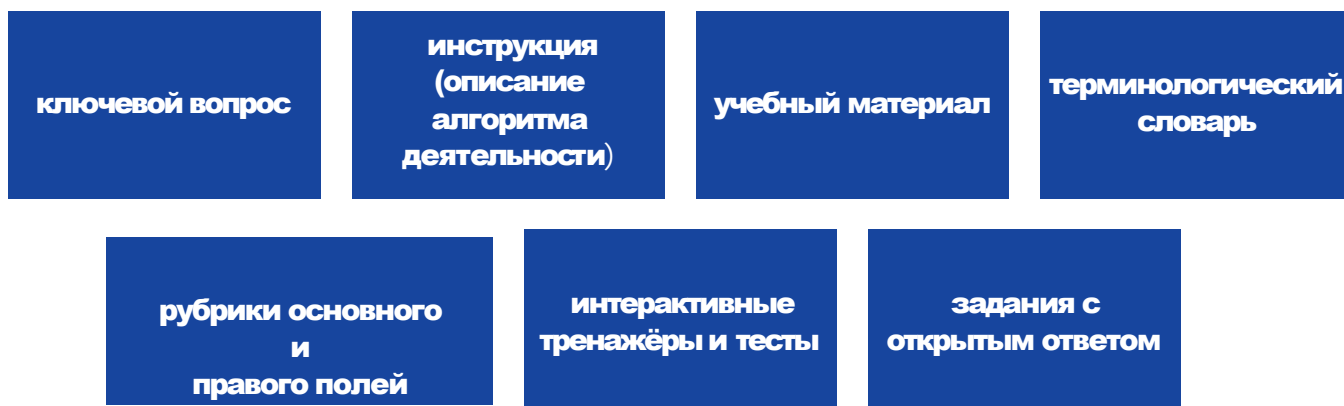 ключевой вопрос
инструкция
(описание
алгоритма
деятельности)
учебный материал
терминологический
словарь
рубрики основного
и
правого полей
интерактивные
тренажёры и тесты
задания с
открытым ответом